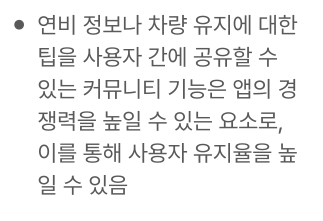 • 연비 정보나 차량 유지에 대한
팁을 사용자 간에 공유할 수
있는 커뮤니티 기능은 앱의 경
쟁력을 높일 수 있는 요소로,
이를 통해 사용자 유지율을 높
일 수 있음